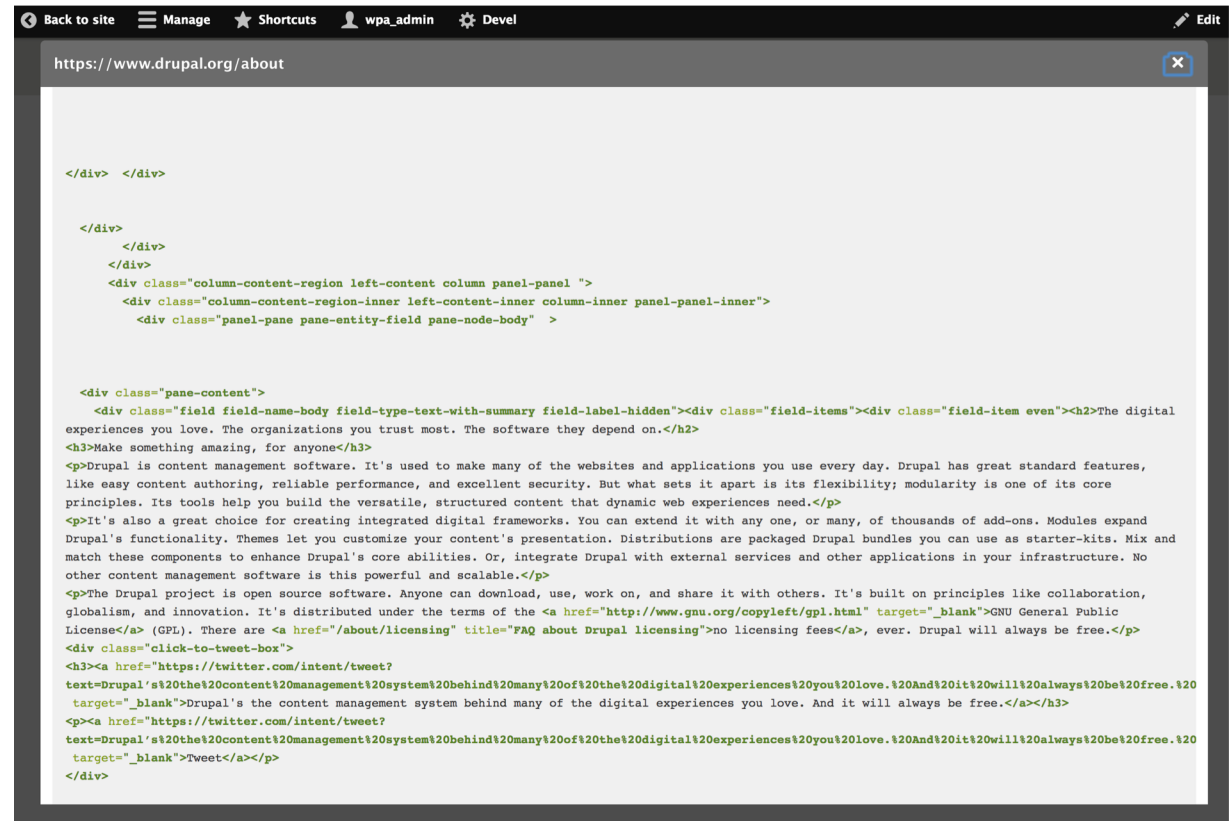 Back to site Manage Shortcuts wpa_admin Devel Edit
https://www.drupal.org/about
</div>  </div>
</div>
</div>
</div>
<div class="column-content-region left-content column panel-panel ">
<div class="column-content-region-inner left-content-inner column-inner panel-panel-inner">
<div class="panel-pane pane-entity-field pane-node-body"  >
<div class="pane-content">
<div class="field field-name-body field-type-text-with-summary field-label-hidden"><div class="field-items"><div class="field-item even"><h2>The digital
experiences you love. The organizations you trust most. The software they depend on.</h2>
<h3>Make something amazing, for anyone</h3>
<p>Drupal is content management software. It's used to make many of the websites and applications you use every day. Drupal has great standard features,
like easy content authoring, reliable performance, and excellent security. But what sets it apart is its flexibility; modularity is one of its core
principles. Its tools help you build the versatile, structured content that dynamic web experiences need.</p>
<p>It's also a great choice for creating integrated digital frameworks. You can extend it with any one, or many, of thousands of add-ons. Modules expand
Drupal's functionality. Themes let you customize your content's presentation. Distributions are packaged Drupal bundles you can use as starter-kits. Mix and
match these components to enhance Drupal's core abilities. Or, integrate Drupal with external services and other applications in your infrastructure. No
other content management software is this powerful and scalable.</p>
<p>The Drupal project is open source software. Anyone can download, use, work on, and share it with others. It's built on principles like collaboration,
globalism, and innovation. It's distributed under the terms of the <a href="http://www.gnu.org/copyleft/gpl.html" target="_blank">GNU General Public
License</a> (GPL). There are <a href="/about/licensing" title="FAQ about Drupal licensing">no licensing fees</a>, ever. Drupal will always be free.</p>
<div class="click-to-tweet-box">
<h3><a href="https://twitter.com/intent/tweet?
text=Drupal’s%20the%20content%20management%20system%20behind%20many%20of%20the%20digital%20experiences%20you%20love.%20And%20it%20will%20always%20be%20free.%20
target="_blank">Drupal's the content management system behind many of the digital experiences you love. And it will always be free.</a></h3>
<p><a href="https://twitter.com/intent/tweet?
text=Drupal’s%20the%20content%20management%20system%20behind%20many%20of%20the%20digital%20experiences%20you%20love.%20And%20it%20will%20always%20be%20free.%20
target="_blank">Tweet</a></p>
</div>